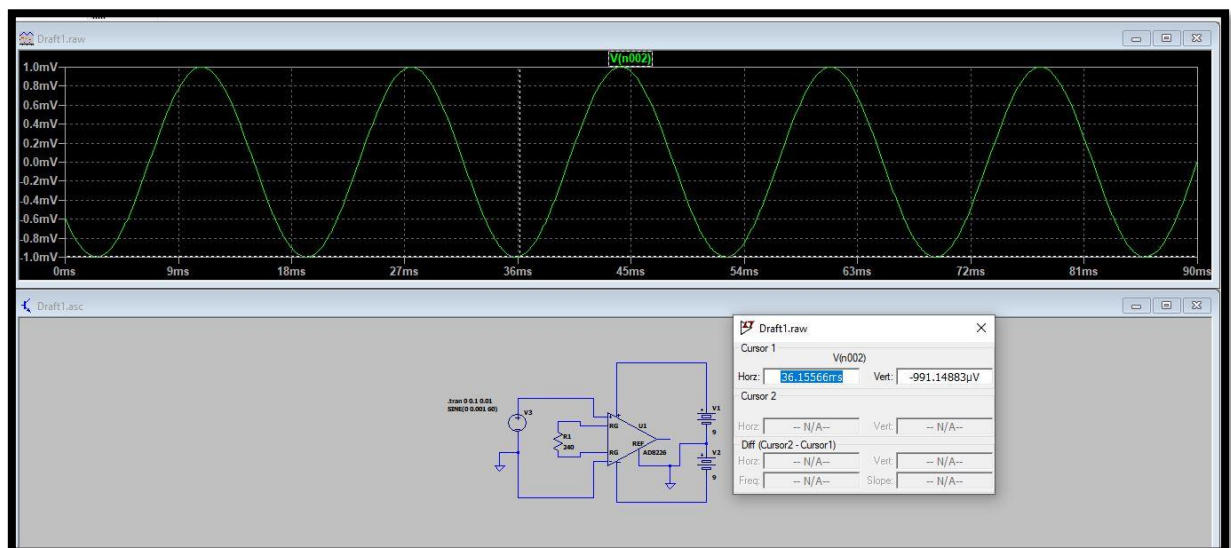 Draft1.raw
V(n002)
1.0mV
0.8mV
0.6mV
0.4mV
0.2mV
0.0mV
-0.2mV
-0.4mV
-0.6mV
-0.8mV
-1.0mV
0ms 9ms 18ms 27ms 36ms 45ms 54ms 63ms 72ms 81ms 90ms
Draft1.asc
.tran 0 0.1 0.01
SINE(0 0.001 60)
V3
R1
240
RG
RG
U1
REF
AD8226
V1
9
V2
9
Draft1.raw
Cursor 1
V(n002)
Horz: 36.15566ms Vert: -991.14883µV
Cursor 2
Horz: -- N/A-- Vert: -- N/A--
Diff (Cursor2 - Cursor1)
Horz: -- N/A-- Vert: -- N/A--
Freq: -- N/A-- Slope: -- N/A--